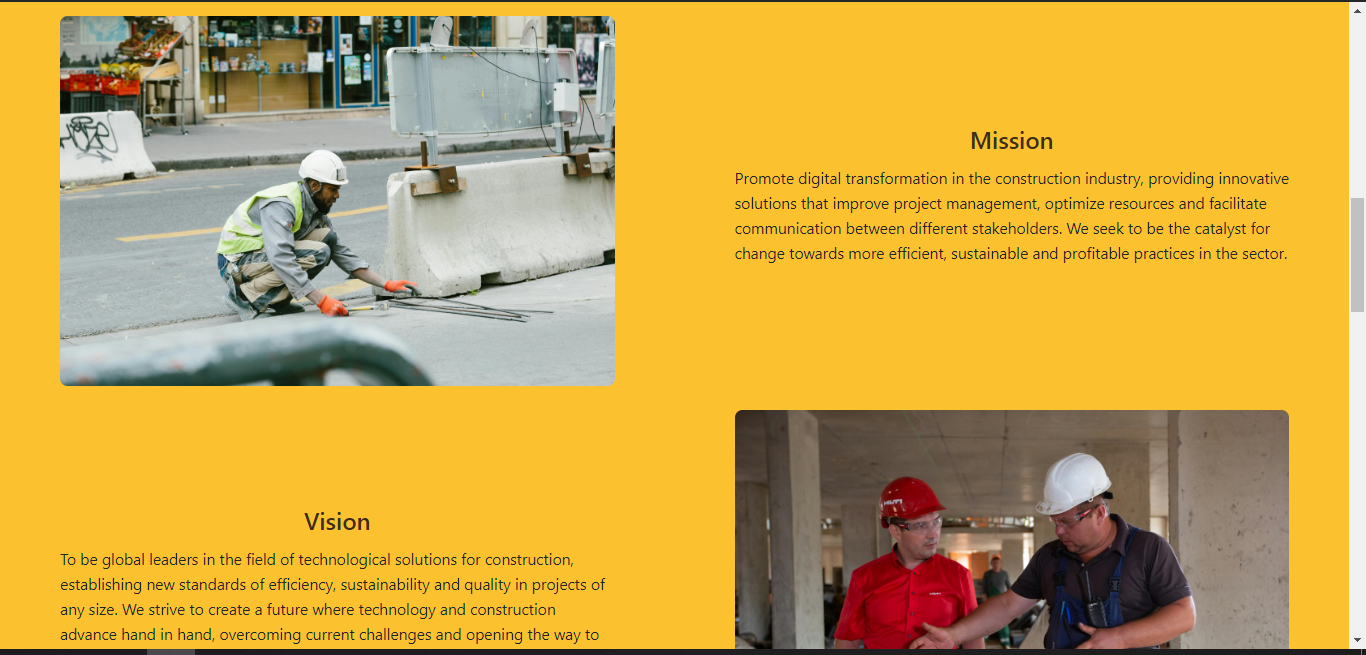 Mission
Promote digital transformation in the construction industry, providing innovative
solutions that improve project management, optimize resources and facilitate
communication between different stakeholders. We seek to be the catalyst for
change towards more efficient, sustainable and profitable practices in the sector.
Vision
To be global leaders in the field of technological solutions for construction,
establishing new standards of efficiency, sustainability and quality in projects of
any size. We strive to create a future where technology and construction
advance hand in hand, overcoming current challenges and opening the way to